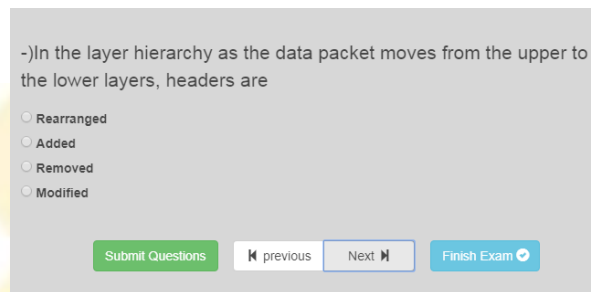 -)In the layer hierarchy as the data packet moves from the upper to
the lower layers, headers are
Rearranged
Added
Removed
Modified
Submit Questions previous Next Finish Exam